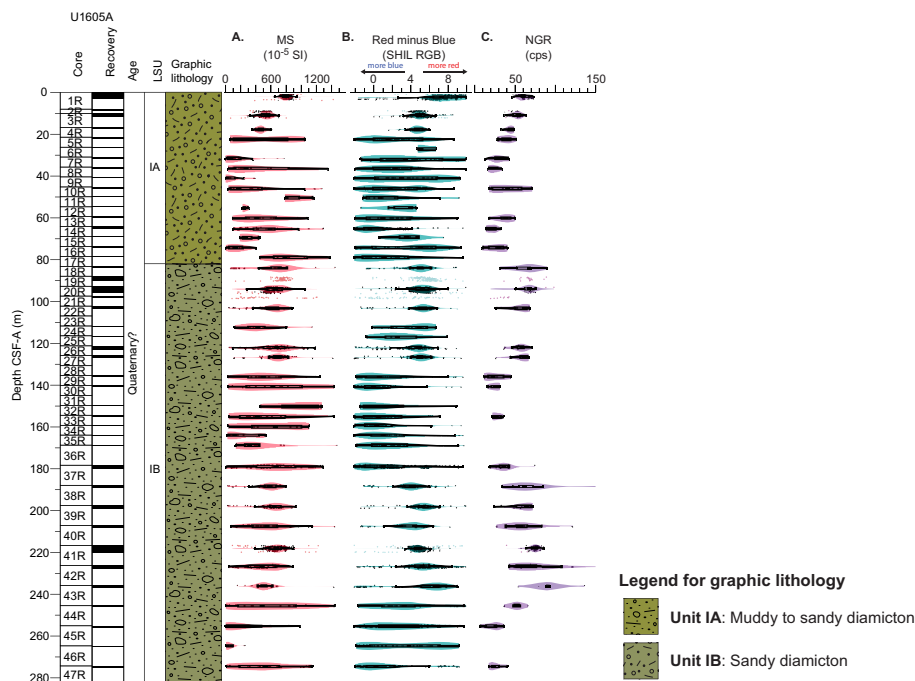 U1605A
Core
Recovery
Age
LSU
Graphic
lithology
A.
MS
(10-5 SI)
B.
Red minus Blue
(SHIL RGB)
more blue
more red
C.
NGR
(cps)
0 600 1200
0 4 8
50 150
Depth CSF-A (m)
0
20
40
60
80
100
120
140
160
180
200
220
240
260
280
1R
2R
3R
4R
5R
6R
7R
8R
9R
10R
11R
12R
13R
14R
15R
16R
17R
18R
19R
20R
21R
22R
23R
24R
25R
26R
27R
28R
29R
30R
31R
32R
33R
34R
35R
36R
37R
38R
39R
40R
41R
42R
43R
44R
45R
46R
47R
Quaternary?
IA
IB
Legend for graphic lithology
Unit IA: Muddy to sandy diamicton
Unit IB: Sandy diamicton